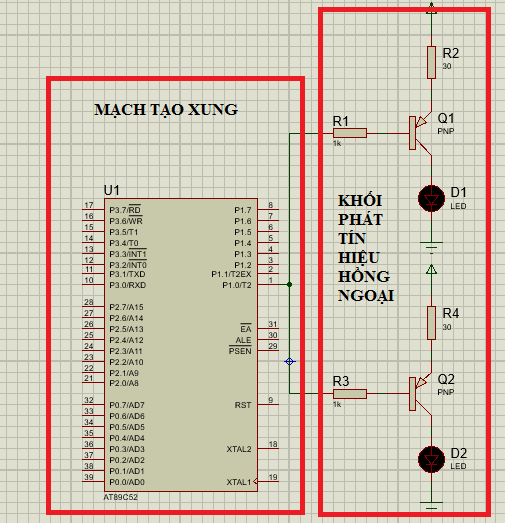 MẠCH TẠO XUNG
U1
17 P3.7/RD P1.7 8
16 P3.6/WR P1.6 7
15 P3.5/T1 P1.5 6
14 P3.4/T0 P1.4 5
13 P3.3/INT1 P1.3 4
12 P3.2/INT0 P1.2 3
11 P3.1/TXD P1.1/T2EX 2
10 P3.0/RXD P1.0/T2 1
28 P2.7/A15
27 P2.6/A14
26 P2.5/A13 EA 31
25 P2.4/A12 ALE 30
24 P2.3/A11 PSEN 29
23 P2.2/A10
22 P2.1/A9
21 P2.0/A8
32 P0.7/AD7 RST 9
33 P0.6/AD6
34 P0.5/AD5
35 P0.4/AD4
36 P0.3/AD3 XTAL2 18
37 P0.2/AD2
38 P0.1/AD1
39 P0.0/AD0 XTAL1 19
AT89C52
R2
30
R1
1k
Q1
PNP
D1
LED
KHỐI
PHÁT
TÍN
HIỆU
HỒNG
NGOẠI
R4
30
R3
1k
Q2
PNP
D2
LED